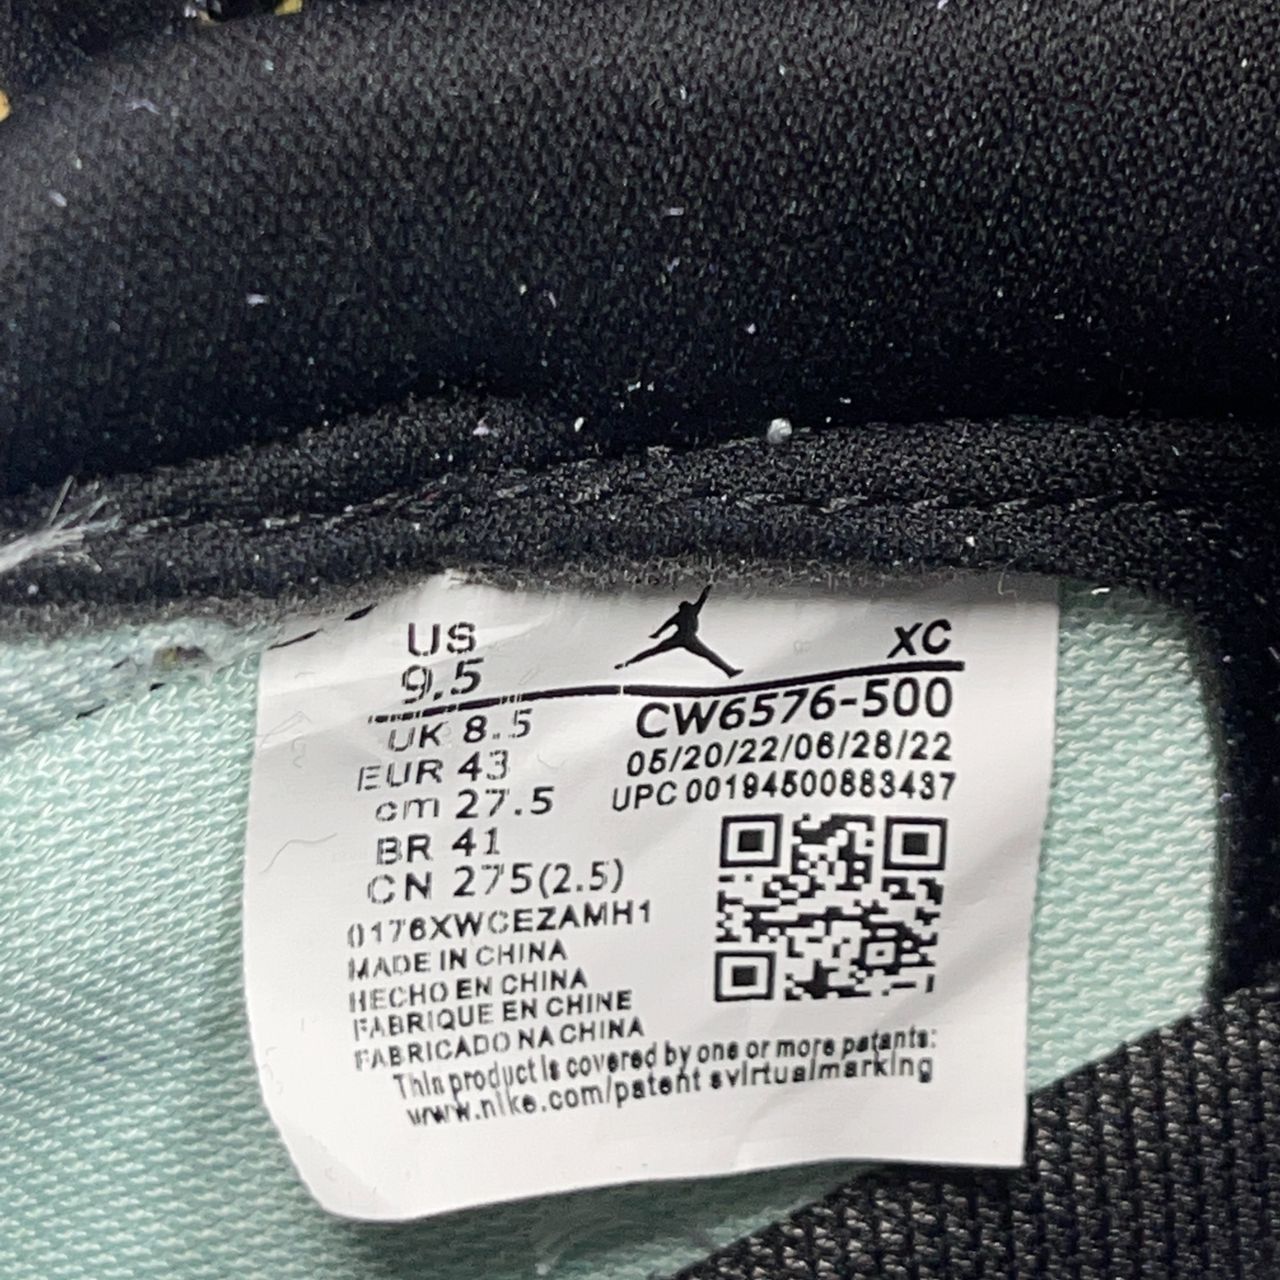 US
9.5
XC
UK 8.5
EUR 43
cm 27.5
BR 41
CN 275(2.5)
CW6576-500
05/20/22/06/28/22
UPC 00194500883437
0176XWCEZAMH1
MADE IN CHINA
HECHO EN CHINA
FABRIQUE EN CHINE
FABRICADO NA CHINA
This product is covered by one or more patents:
www.nike.com/patent svirtualmarking